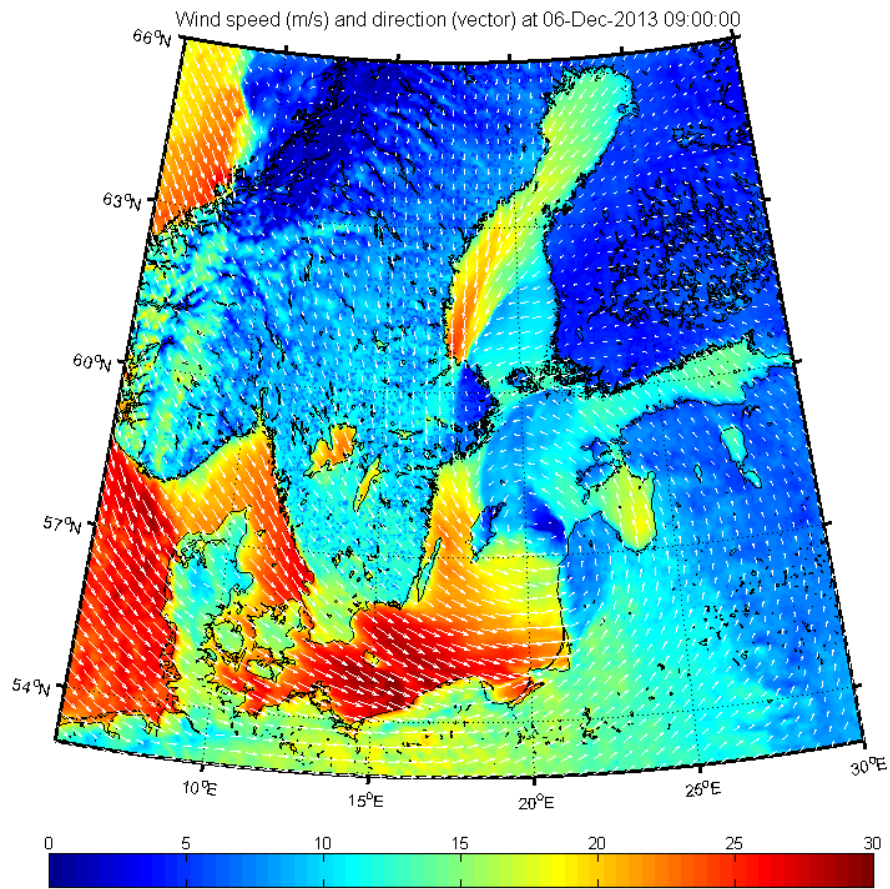 Wind speed (m/s) and direction (vector) at 06-Dec-2013 09:00:00
66°N
63°N
60°N
57°N
54°N
10°E
15°E
20°E
25°E
30°E
0 5 10 15 20 25 30